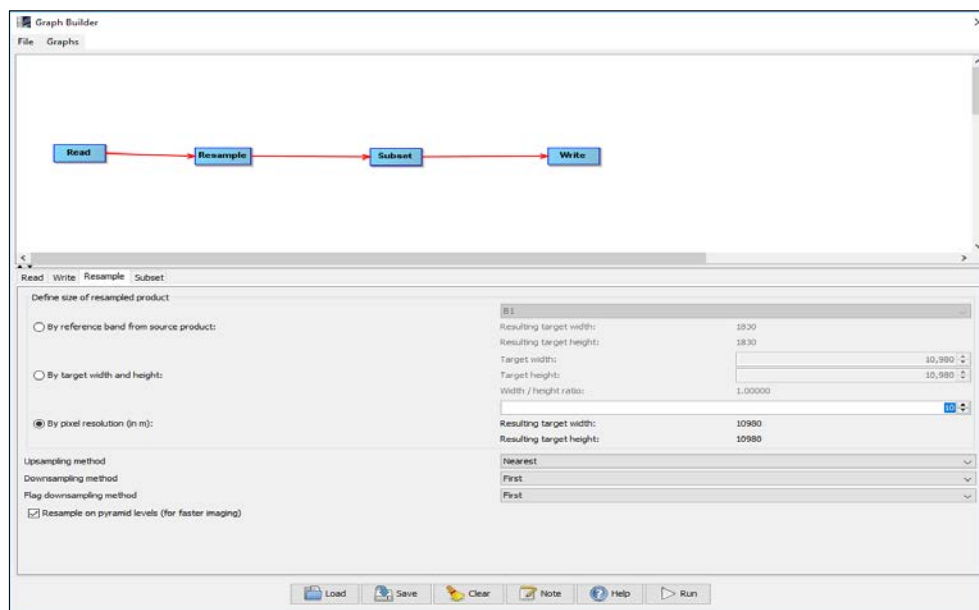 Graph Builder
File Graphs
Read Resample Subset Write
Read Write Resample Subset
Define size of resampled product
B1
By reference band from source product:
Resulting target width: 1830
Resulting target height: 1830
Target width: 10,980
By target width and height:
Target height: 10,980
Width / height ratio: 1.00000
10
By pixel resolution (in m):
Resulting target width: 10980
Resulting target height: 10980
Upsampling method Nearest
Downsampling method First
Flag downsampling method First
Resample on pyramid levels (for faster imaging)
Load Save Clear Note Help Run